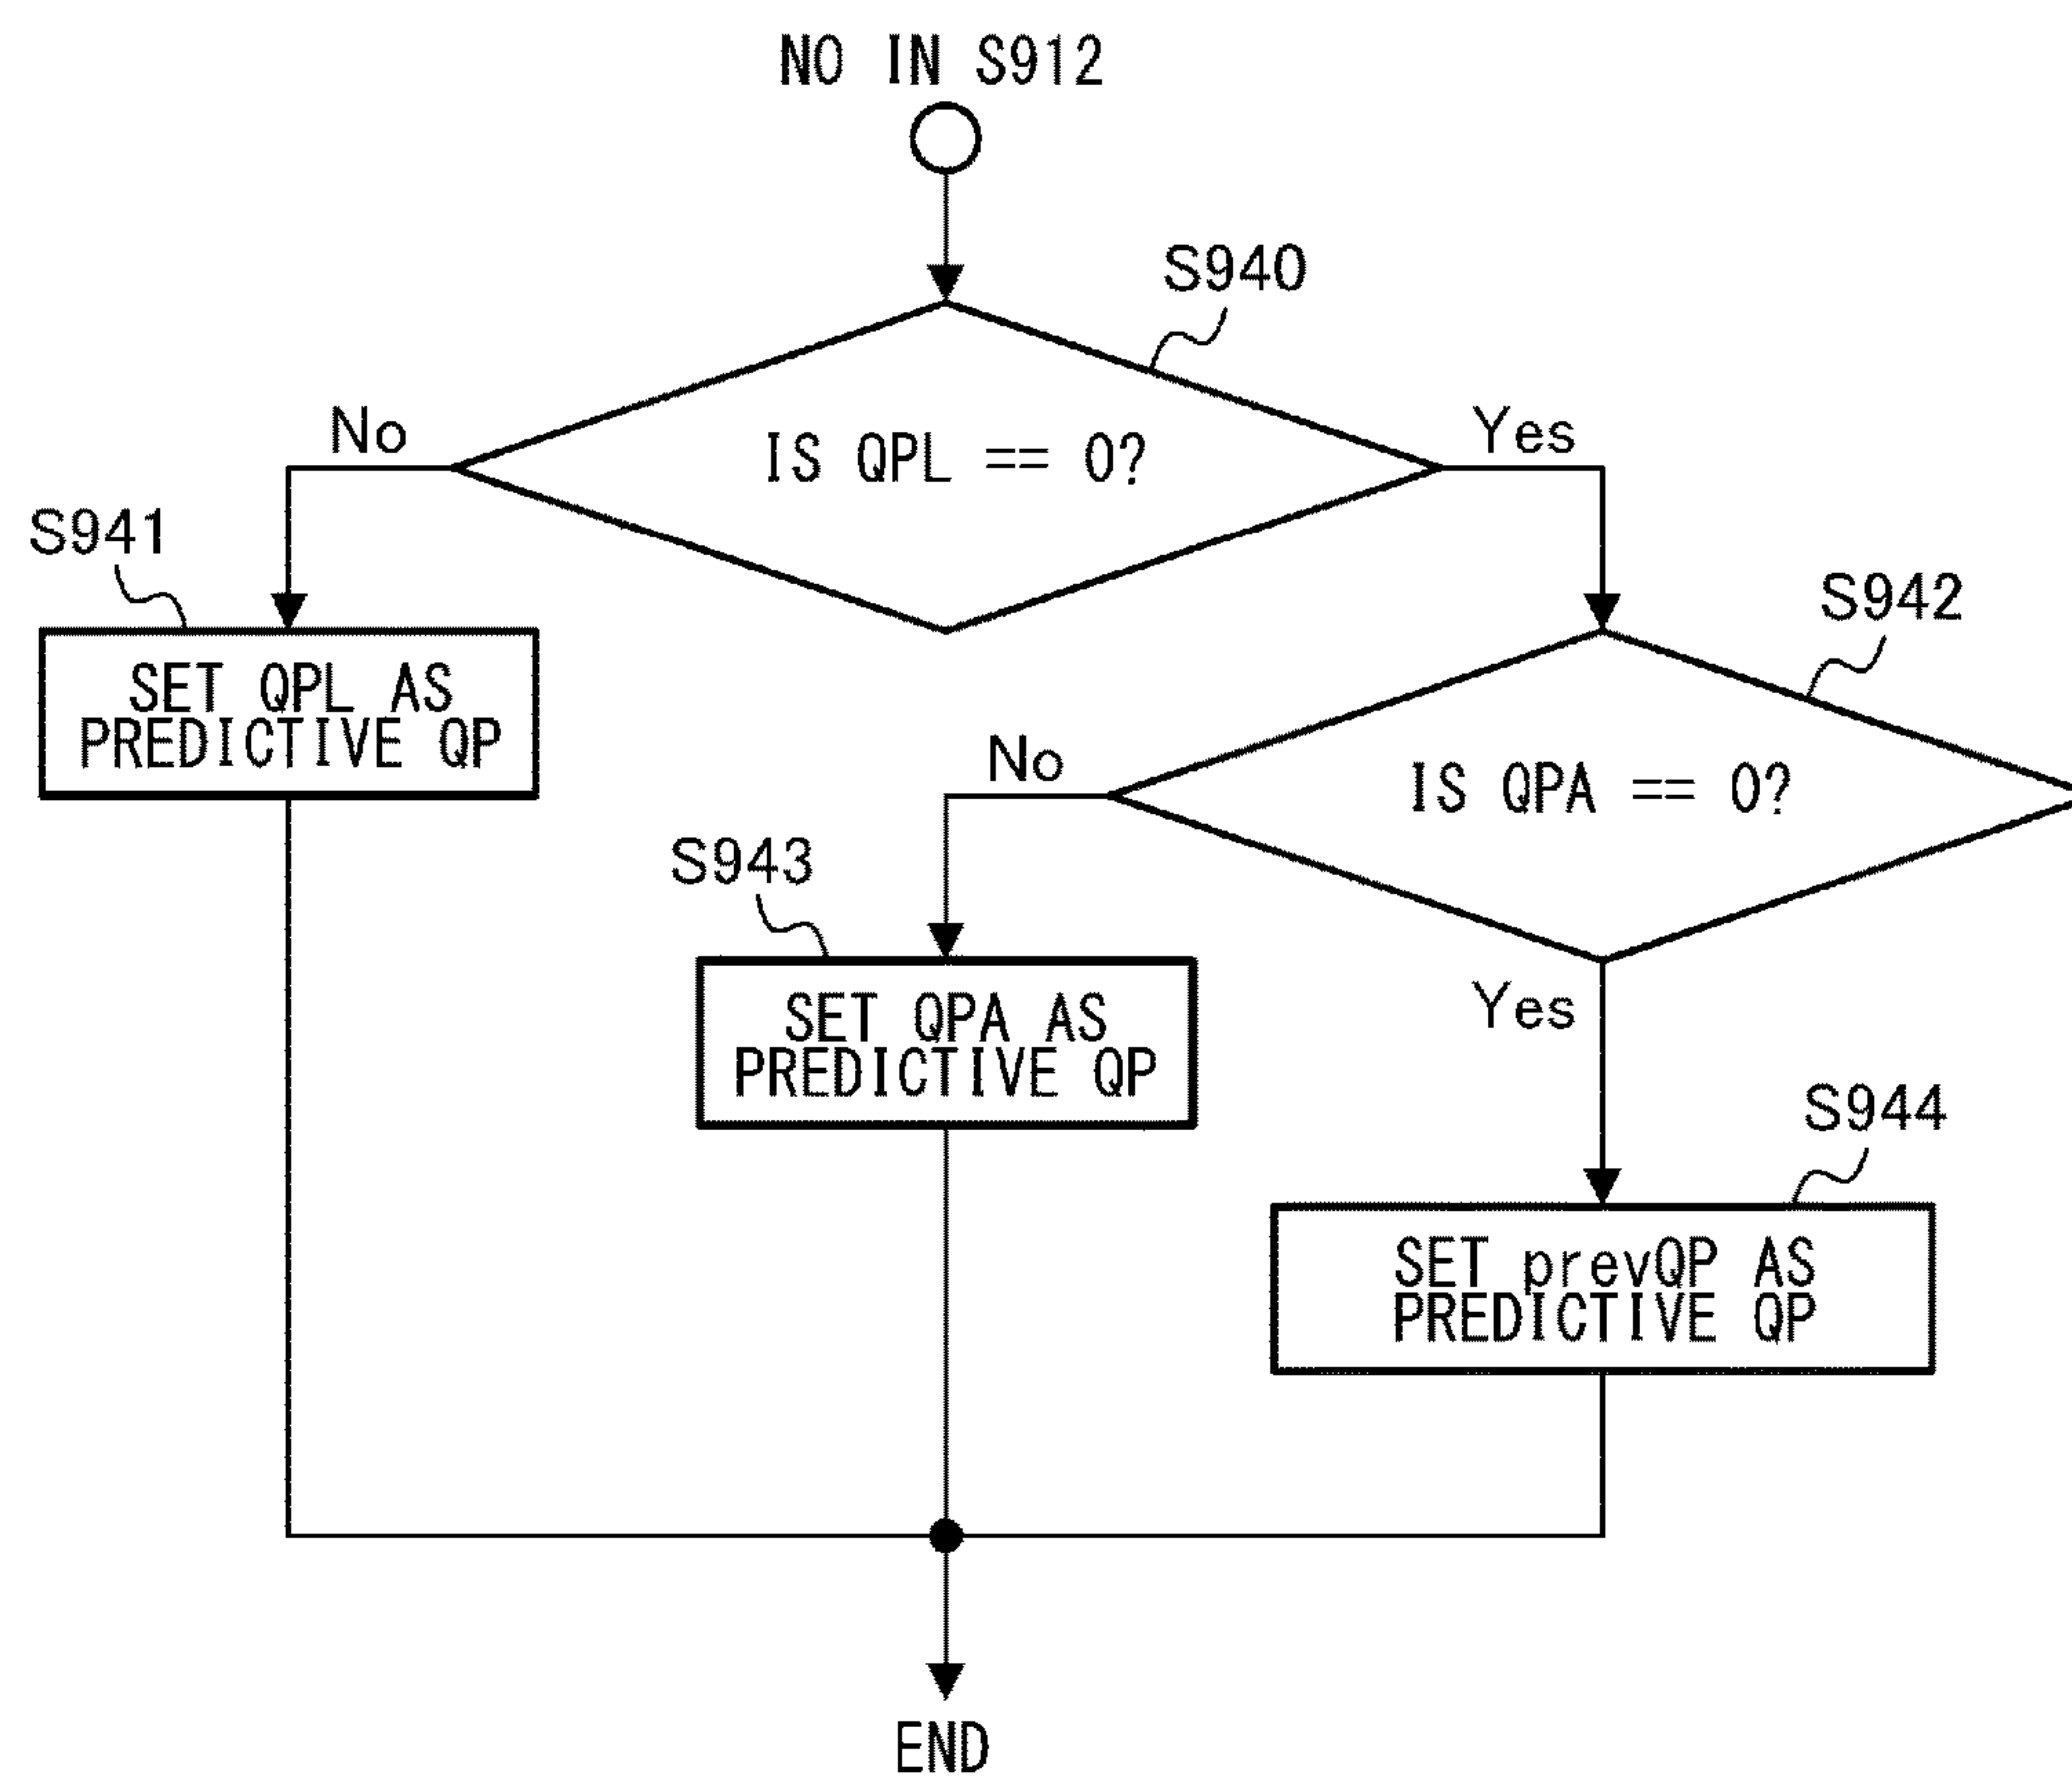 NO IN S912
S940
IS QPL == 0?
No
Yes
S941
SET QPL AS
PREDICTIVE QP
S942
IS QPA == 0?
No
Yes
S943
SET QPA AS
PREDICTIVE QP
S944
SET prevQP AS
PREDICTIVE QP
END